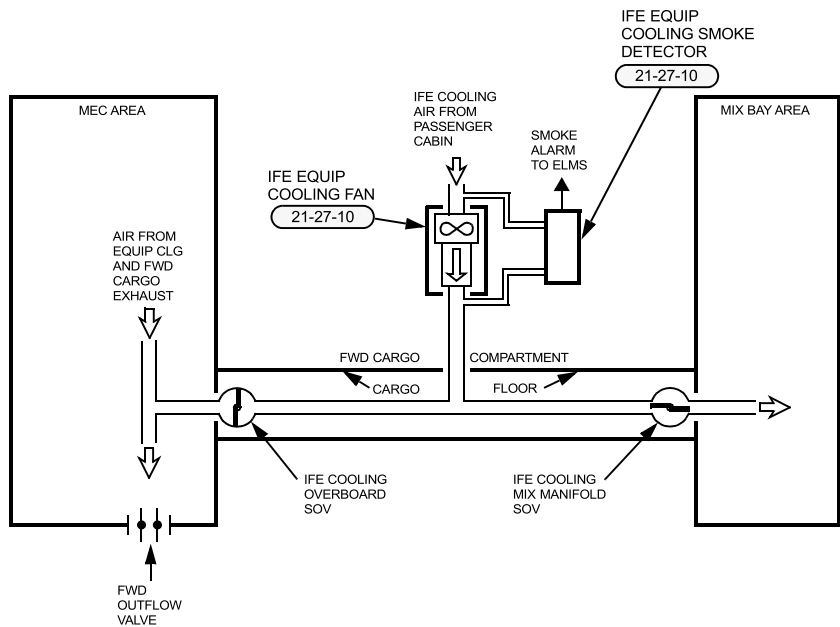 IFE EQUIP
COOLING SMOKE
DETECTOR
21-27-10
MEC AREA
IFE COOLING
AIR FROM
PASSENGER
CABIN
MIX BAY AREA
SMOKE
ALARM
TO ELMS
IFE EQUIP
COOLING FAN
21-27-10
AIR FROM
EQUIP CLG
AND FWD
CARGO
EXHAUST
FWD CARGO
COMPARTMENT
CARGO
FLOOR
IFE COOLING
OVERBOARD
SOV
IFE COOLING
MIX MANIFOLD
SOV
FWD
OUTFLOW
VALVE